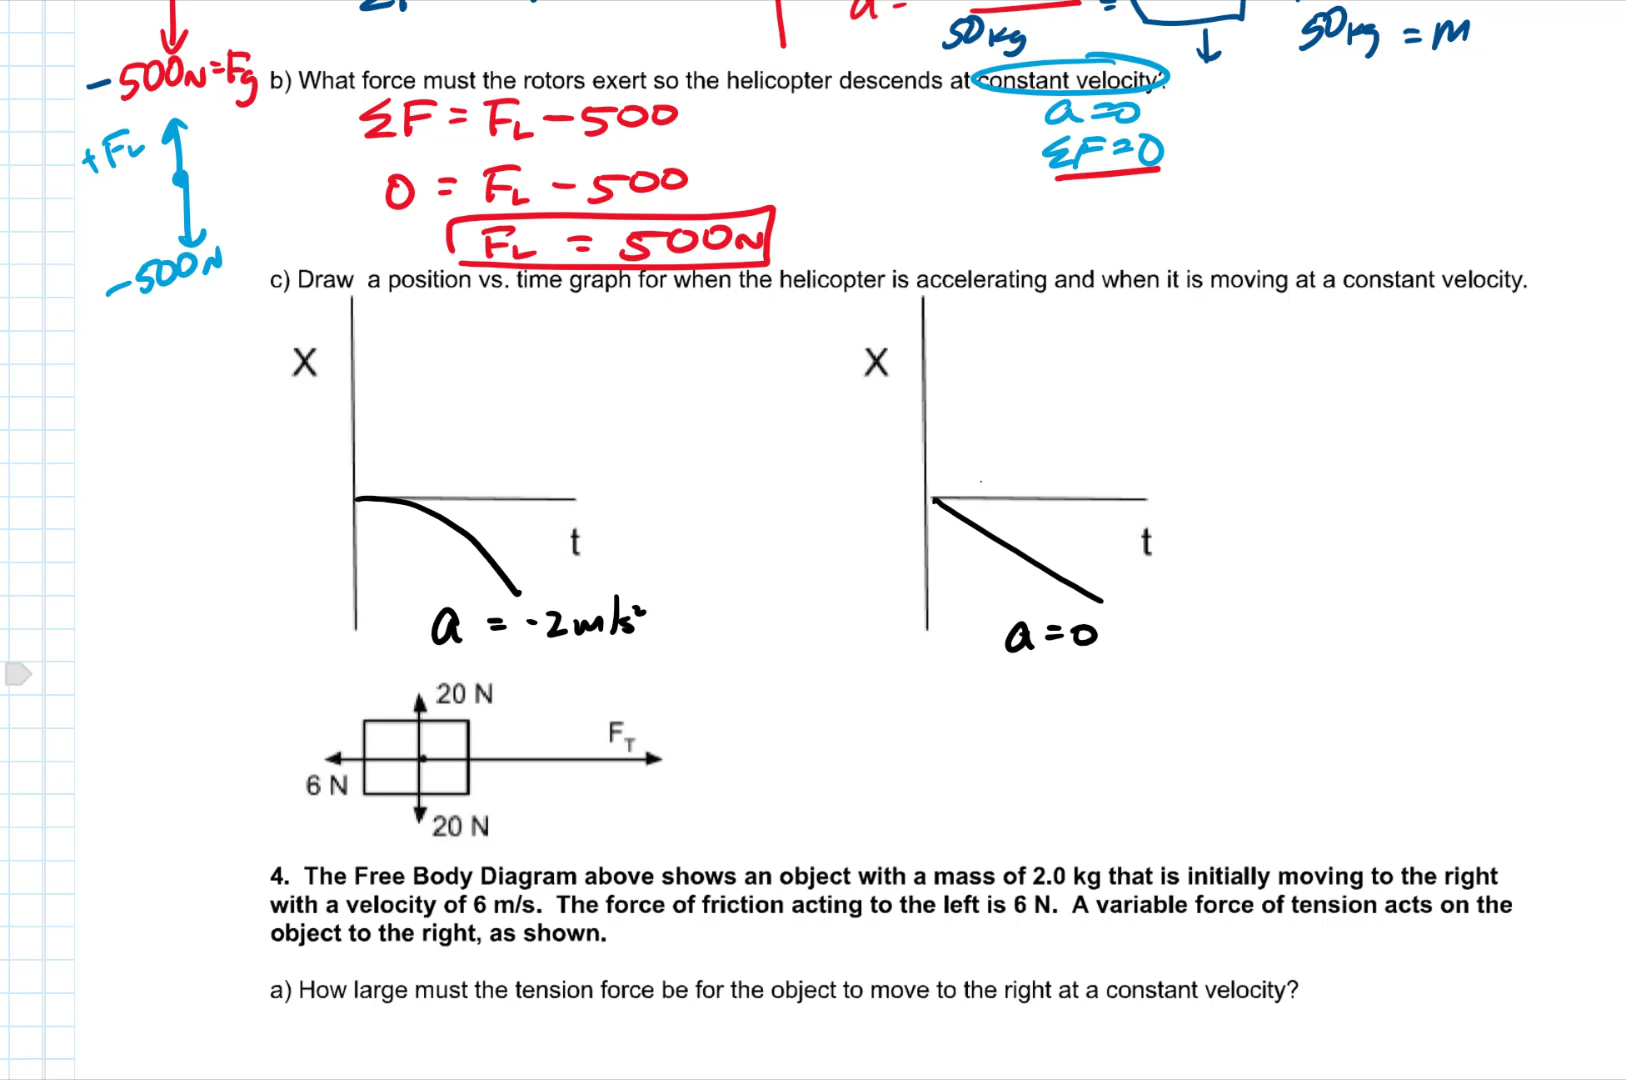 a =
50kg
50kg = m
-500N=Fg
b) What force must the rotors exert so the helicopter descends at constant velocity?
ΣF = FL - 500
a=0
+FL
ΣF=0
0 = FL - 500
FL = 500N
-500N
c) Draw a position vs. time graph for when the helicopter is accelerating and when it is moving at a constant velocity.
X
X
t
t
a = -2m/s²
a=0
20 N
FT
6 N
20 N
4. The Free Body Diagram above shows an object with a mass of 2.0 kg that is initially moving to the right
with a velocity of 6 m/s. The force of friction acting to the left is 6 N. A variable force of tension acts on the
object to the right, as shown.
a) How large must the tension force be for the object to move to the right at a constant velocity?